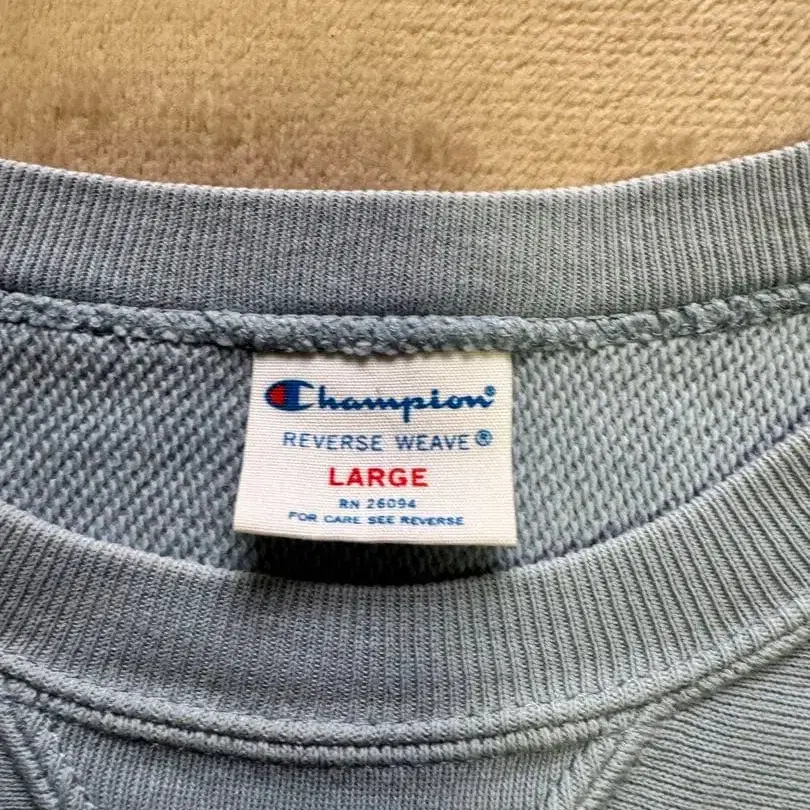 Champion®
REVERSE WEAVE®
LARGE
RN 26094
FOR CARE SEE REVERSE